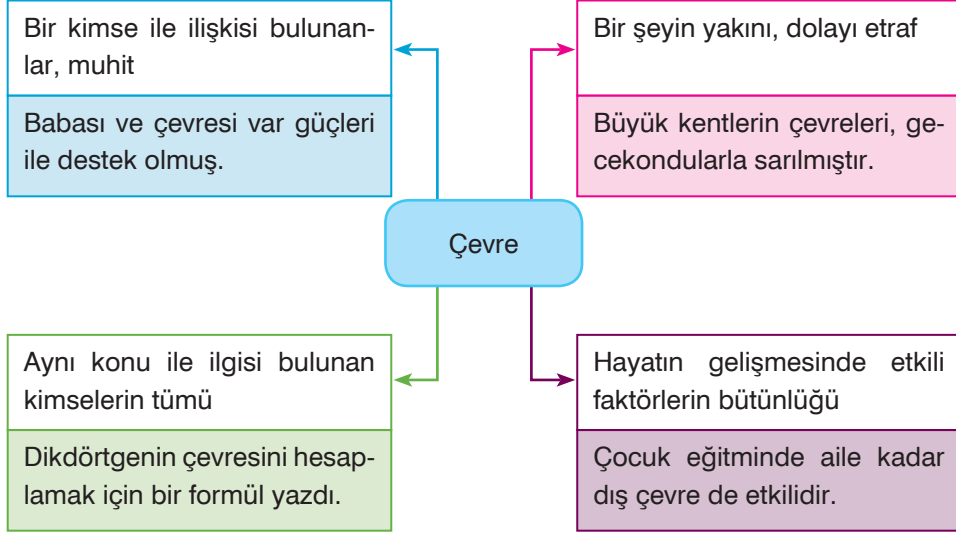 Bir kimse ile ilişkisi bulunan-
lar, muhit
Babası ve çevresi var güçleri
ile destek olmuş.
Bir şeyin yakını, dolayı etraf
Büyük kentlerin çevreleri, ge-
cekondularla sarılmıştır.
Çevre
Aynı konu ile ilgisi bulunan
kimselerin tümü
Dikdörtgenin çevresini hesap-
lamak için bir formül yazdı.
Hayatın gelişmesinde etkili
faktörlerin bütünlüğü
Çocuk eğitminde aile kadar
dış çevre de etkilidir.